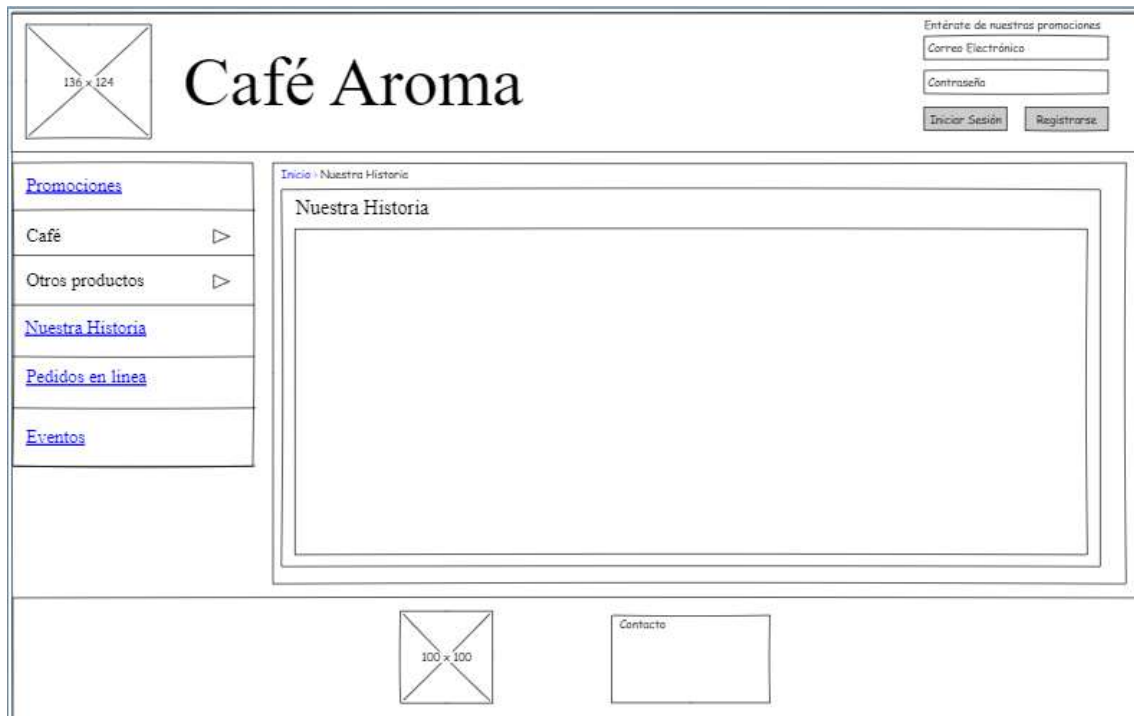 136 x 124
Café Aroma
Entérate de nuestras promociones
Correo Electrónico
Contraseña
Iniciar Sesión
Registrarse
Promociones
Café
Otros productos
Nuestra Historia
Pedidos en linea
Eventos
Inicio › Nuestra Historia
Nuestra Historia
100 x 100
Contacto